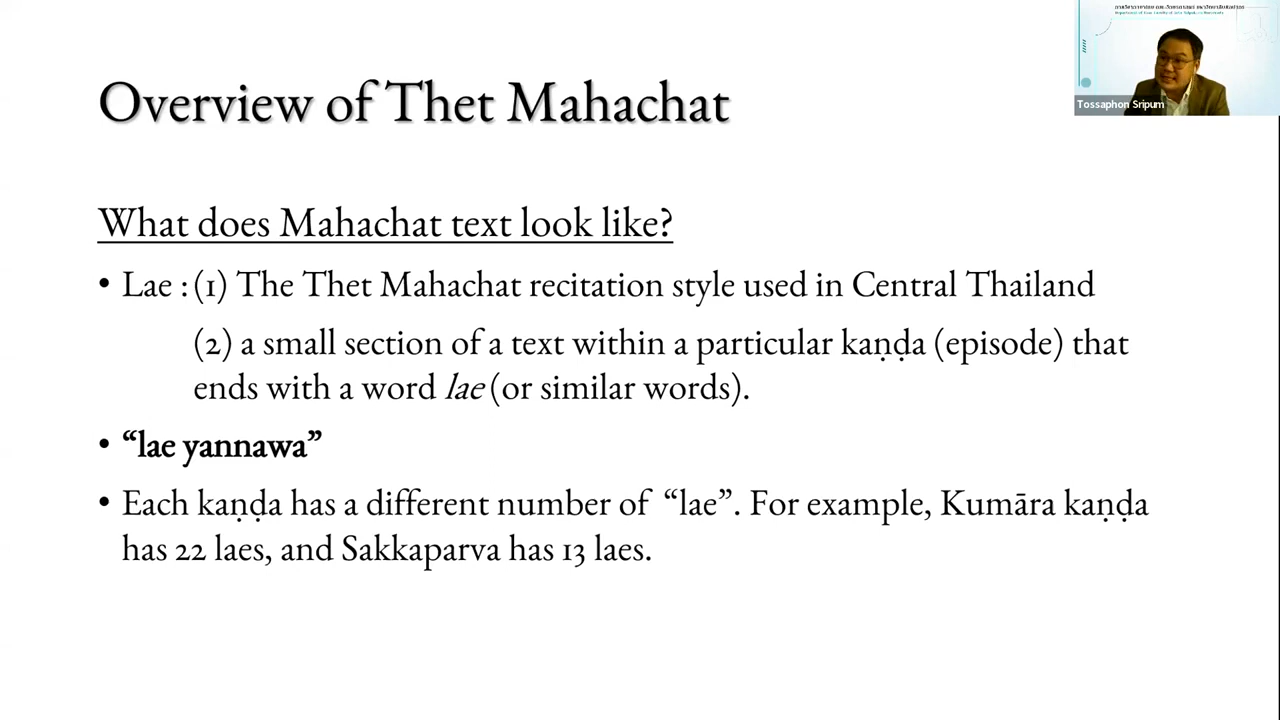 Overview of Thet Mahachat
What does Mahachat text look like?
• Lae : (1) The Thet Mahachat recitation style used in Central Thailand
(2) a small section of a text within a particular kaṇḍa (episode) that
ends with a word lae (or similar words).
• “lae yannawa”
• Each kaṇḍa has a different number of “lae”. For example, Kumāra kaṇḍa
has 22 laes, and Sakkaparva has 13 laes.
Tossaphon Sripum